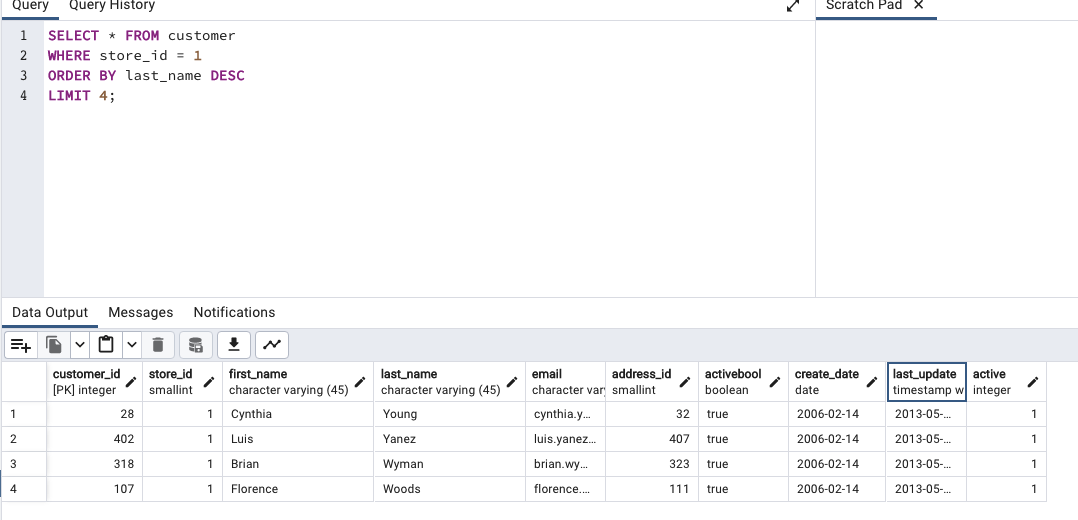 Query Query History Scratch Pad
1 SELECT * FROM customer
2 WHERE store_id = 1
3 ORDER BY last_name DESC
4 LIMIT 4;
Data Output Messages Notifications
customer_id store_id first_name last_name email address_id activebool create_date last_update active
[PK] integer smallint character varying (45) character varying (45) character var smallint boolean date timestamp w integer
1 28 1 Cynthia Young cynthia.y... 32 true 2006-02-14 2013-05-... 1
2 402 1 Luis Yanez luis.yanez... 407 true 2006-02-14 2013-05-... 1
3 318 1 Brian Wyman brian.wy... 323 true 2006-02-14 2013-05-... 1
4 107 1 Florence Woods florence.... 111 true 2006-02-14 2013-05-... 1